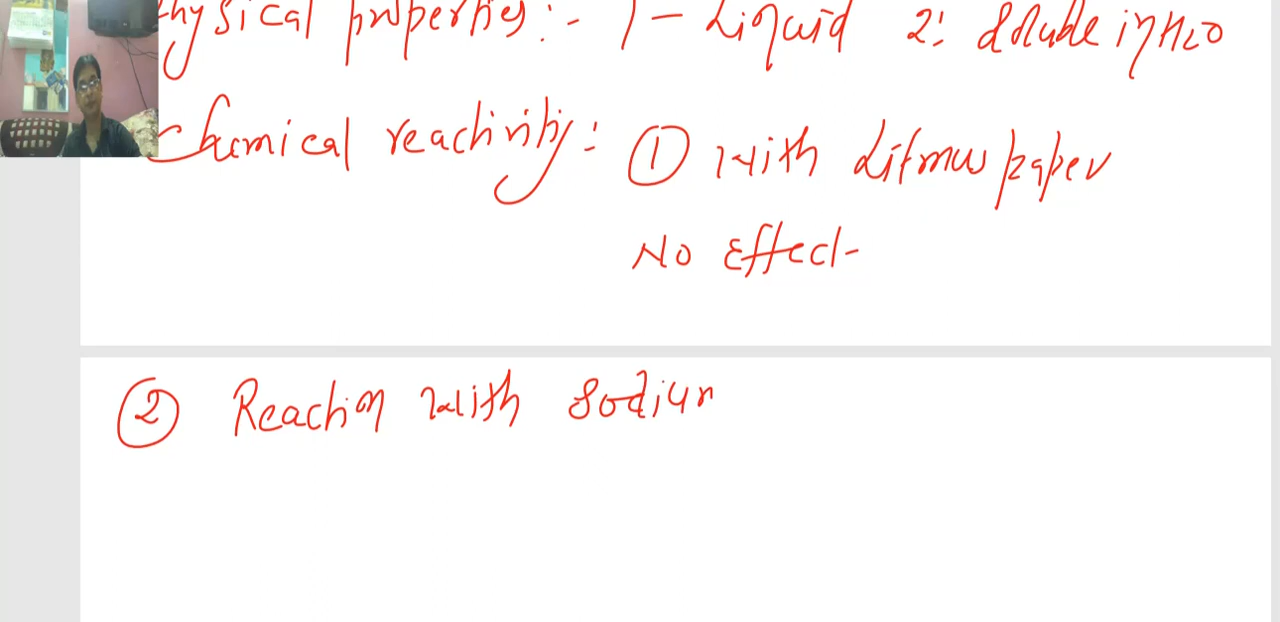 Physical properties:- 1- Liquid 2: Soluble in H2O
Chemical reactivity: ① With Litmus paper
No Effect-
② Reaction with Sodium